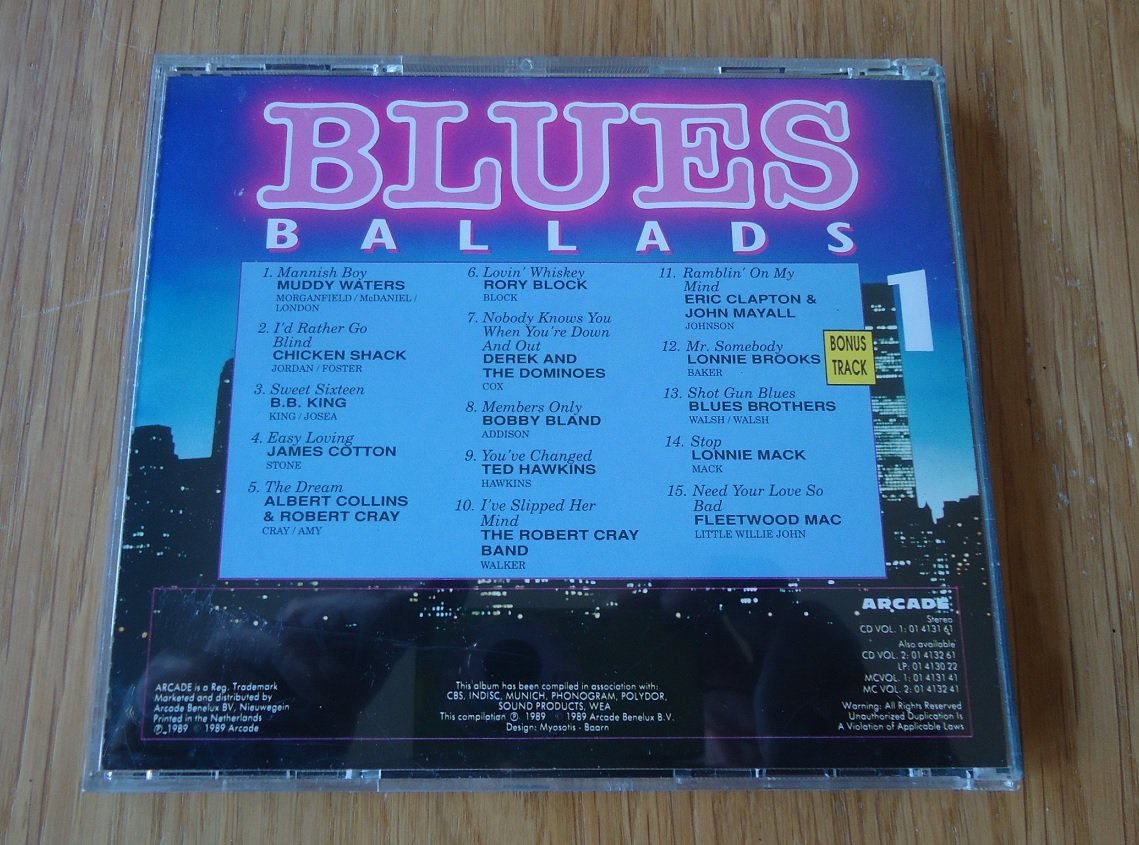 BLUES
BALLADS
1
1. Mannish Boy
MUDDY WATERS
MORGANFIELD / McDANIEL /
LONDON
2. I'd Rather Go
Blind
CHICKEN SHACK
JORDAN / FOSTER
3. Sweet Sixteen
B.B. KING
KING / JOSEA
4. Easy Loving
JAMES COTTON
STONE
5. The Dream
ALBERT COLLINS
& ROBERT CRAY
CRAY / AMY
6. Lovin' Whiskey
RORY BLOCK
BLOCK
7. Nobody Knows You
When You're Down
And Out
DEREK AND
THE DOMINOES
COX
8. Members Only
BOBBY BLAND
ADDISON
9. You've Changed
TED HAWKINS
HAWKINS
10. I've Slipped Her
Mind
THE ROBERT CRAY
BAND
WALKER
11. Ramblin' On My
Mind
ERIC CLAPTON &
JOHN MAYALL
JOHNSON
12. Mr. Somebody
LONNIE BROOKS
BAKER
BONUS
TRACK
13. Shot Gun Blues
BLUES BROTHERS
WALSH / WALSH
14. Stop
LONNIE MACK
MACK
15. Need Your Love So
Bad
FLEETWOOD MAC
LITTLE WILLIE JOHN
ARCADE is a Reg. Trademark
Marketed and distributed by
Arcade Benelux BV, Nieuwegein
Printed in the Netherlands
℗ 1989 © 1989 Arcade
This album has been compiled in association with:
CBS, INDISC, MUNICH, PHONOGRAM, POLYDOR,
SOUND PRODUCTS, WEA
This compilation ℗ 1989 © 1989 Arcade Benelux B.V.
Design: Myosotis - Baarn
ARCADE
Stereo
CD VOL. 1: 01 4131 61
Also available
CD VOL. 2: 01 4132 61
LP: 01 4130 22
MCVOL. 1: 01 4131 41
MC VOL. 2: 01 4132 41
Warning: All Rights Reserved
Unauthorized Duplication Is
A Violation of Applicable Laws